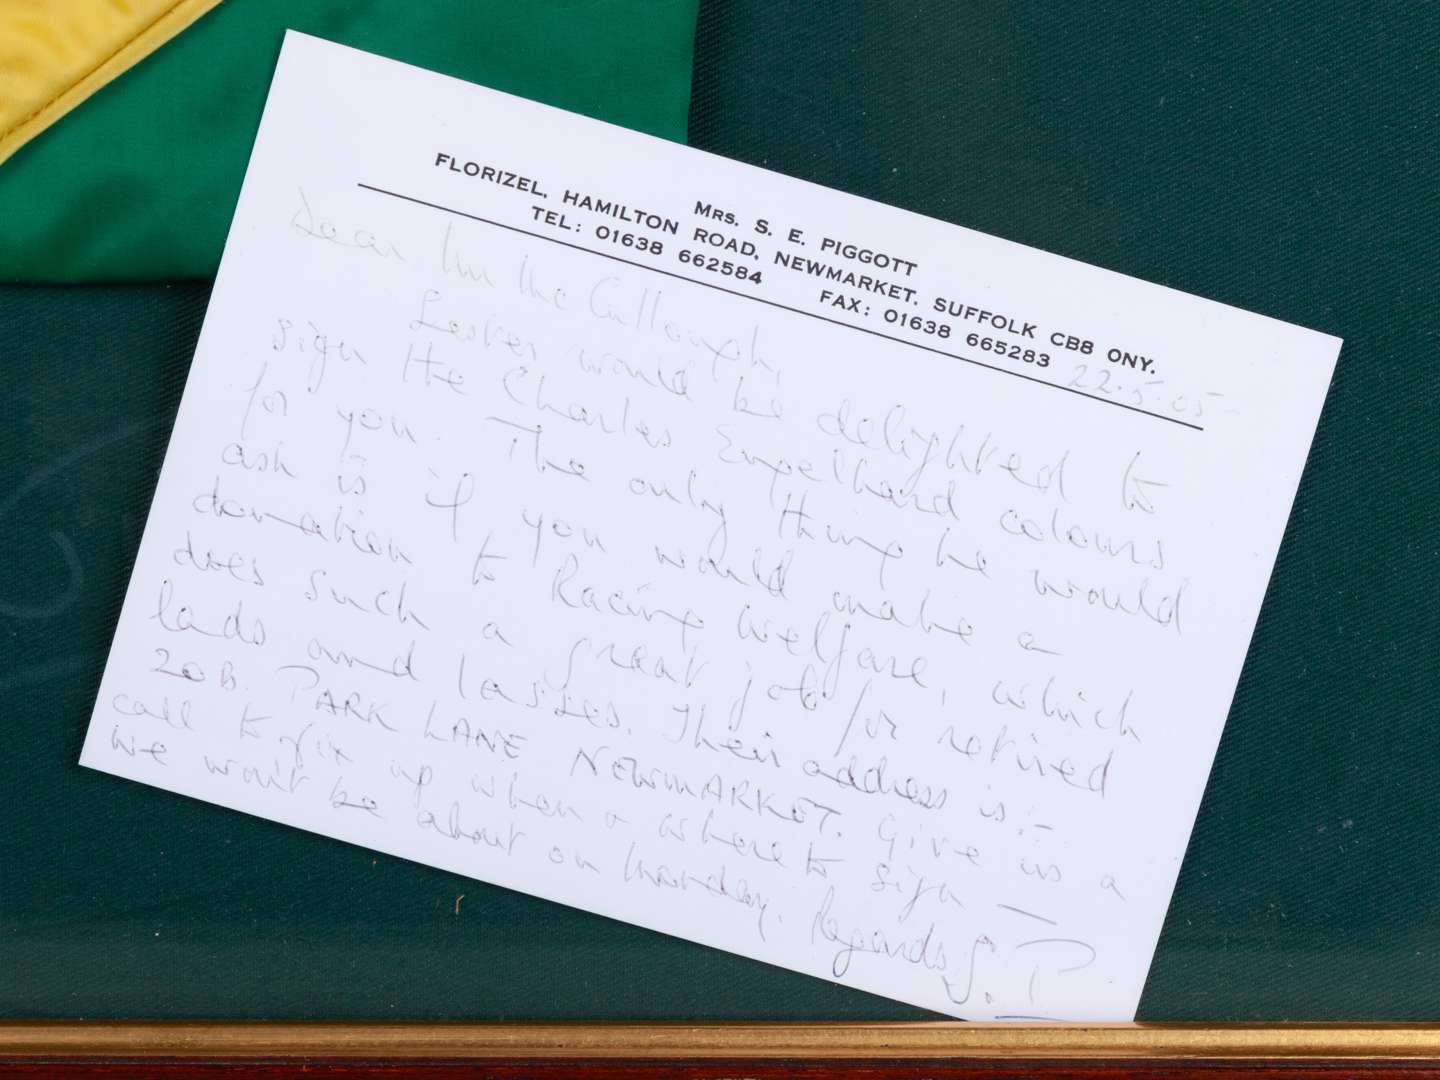 Mrs. S. E. PIGGOTT
FLORIZEL, HAMILTON ROAD, NEWMARKET, SUFFOLK CB8 0NY.
TEL: 01638 662584 FAX: 01638 665283
22.5.05
Dear Mc Cullough,
Lester would be delighted to
sign the Charles Engelhard colours
for you. The only thing he would
ask is if you would make a
donation to Racing Welfare, which
does such a great job for retired
lads and lasses. Their address is:-
20B. PARK LANE NEWMARKET. Give us a
call to fix up when & where to sign —
We won't be about on Monday. Regards S. P